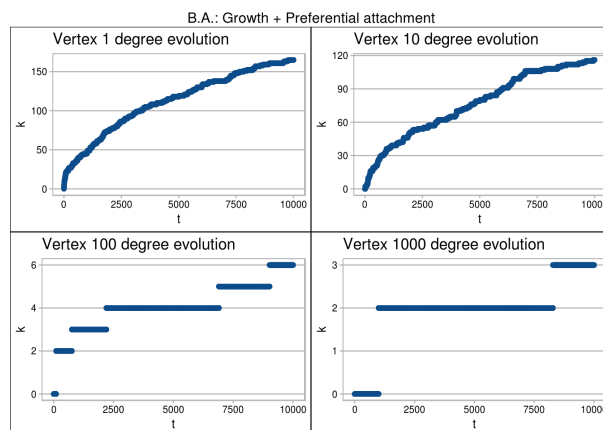 B.A.: Growth + Preferential attachment
Vertex 1 degree evolution
150
100
50
0
k
0 2500 5000 7500 10000
t
Vertex 10 degree evolution
120
90
60
30
0
k
0 2500 5000 7500 10000
t
Vertex 100 degree evolution
6
4
2
0
k
0 2500 5000 7500 10000
t
Vertex 1000 degree evolution
3
2
1
0
k
0 2500 5000 7500 10000
t